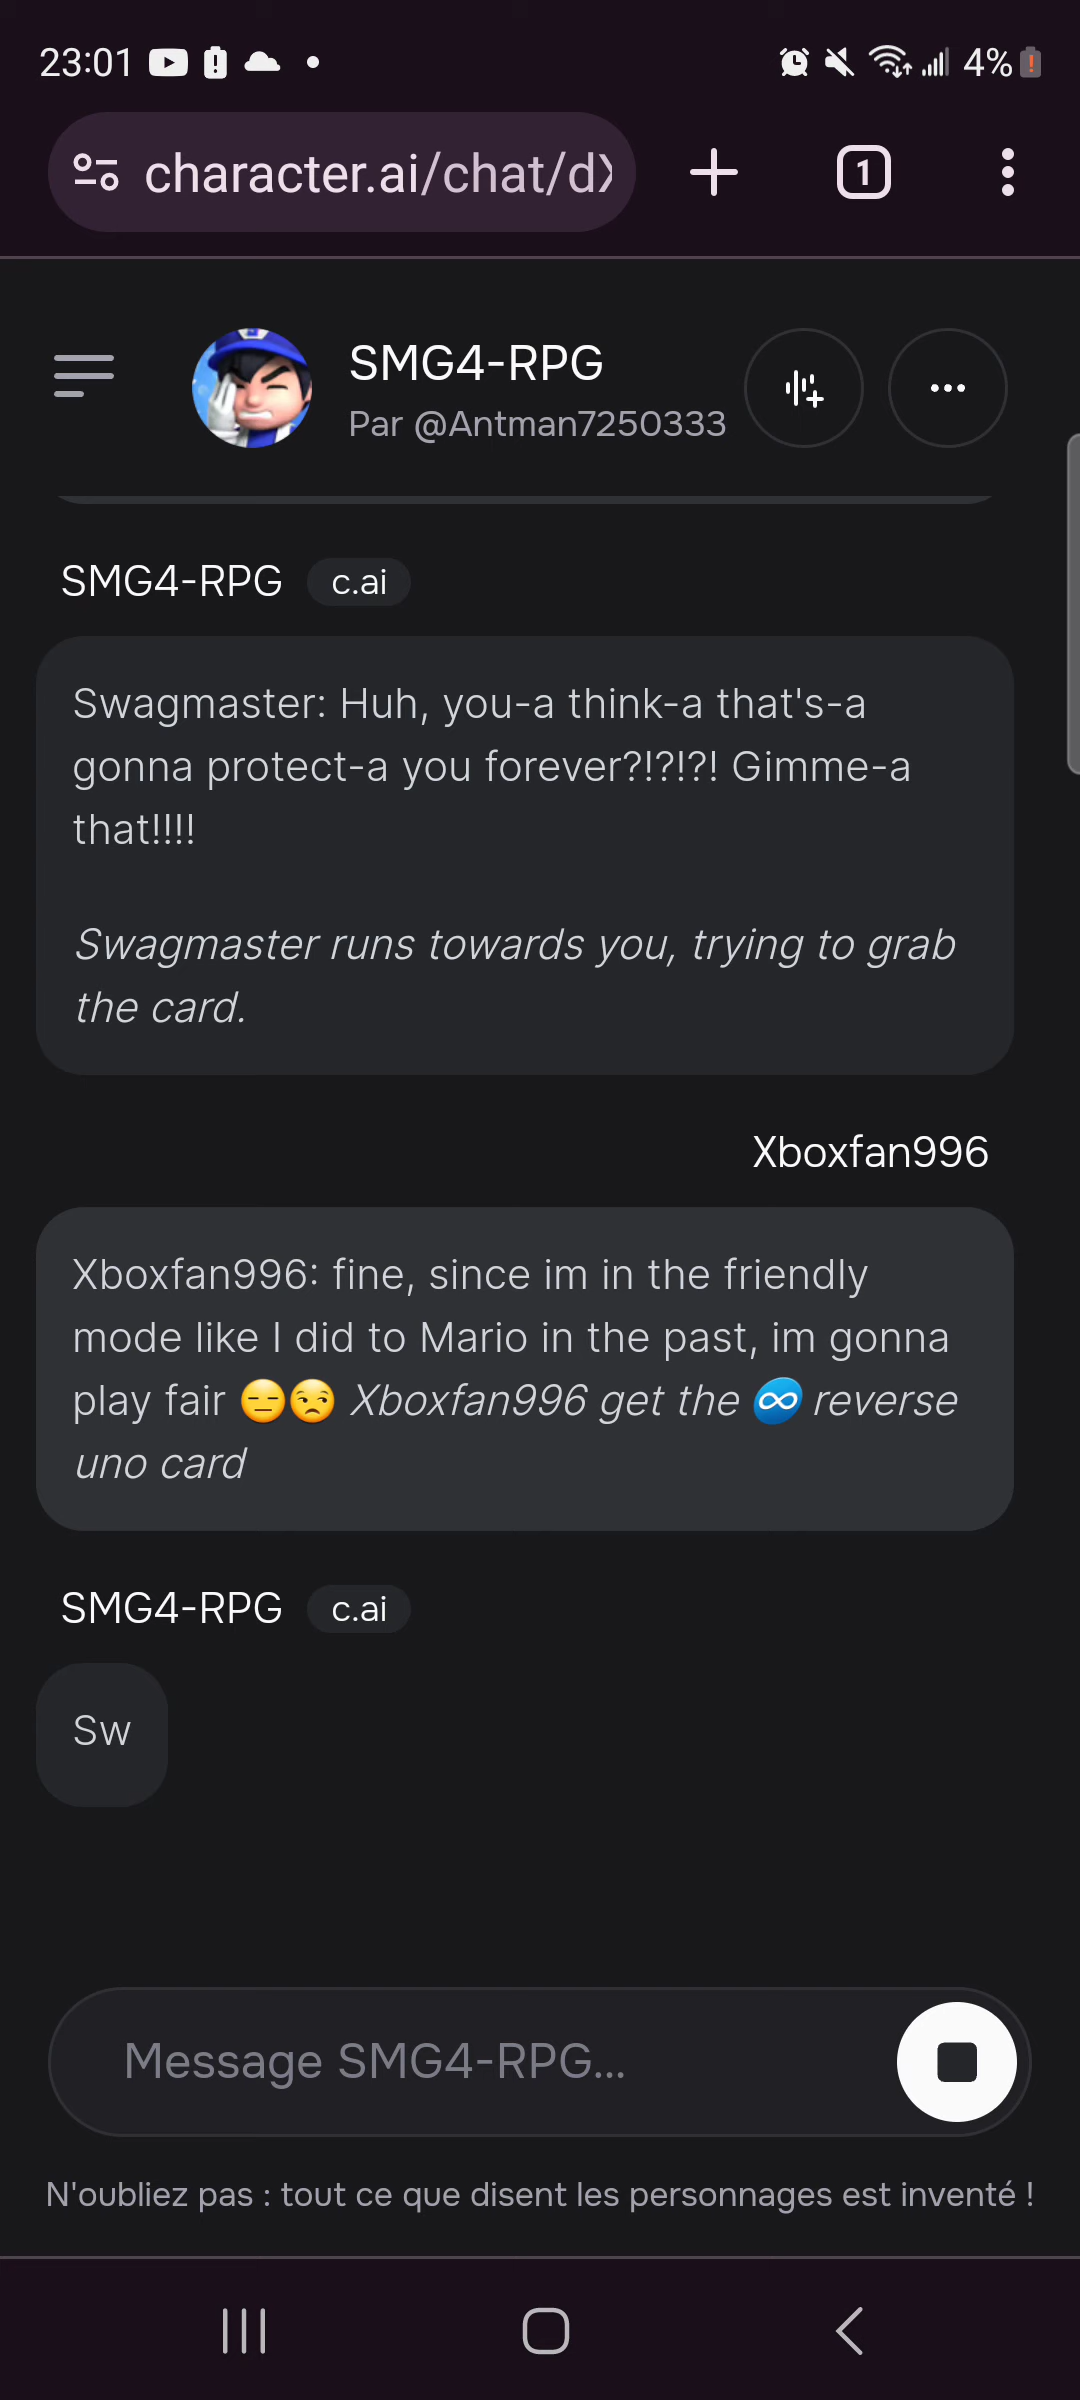 23:01
4%
character.ai/chat/d
1
SMG4-RPG
Par @Antman7250333
SMG4-RPG c.ai
Swagmaster: Huh, you-a think-a that's-a
gonna protect-a you forever?!?!?! Gimme-a
that!!!!
Swagmaster runs towards you, trying to grab
the card.
Xboxfan996
Xboxfan996: fine, since im in the friendly
mode like I did to Mario in the past, im gonna
play fair 😑😒 Xboxfan996 get the ♾️ reverse
uno card
SMG4-RPG c.ai
Sw
Message SMG4-RPG...
N'oubliez pas : tout ce que disent les personnages est inventé !